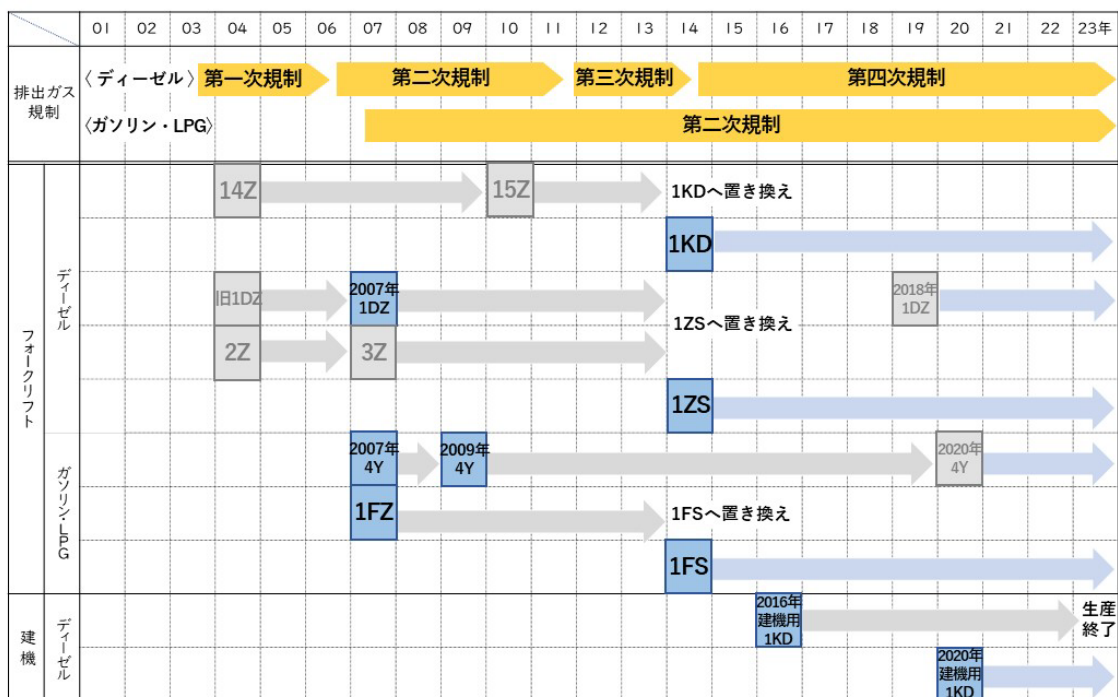 01 02 03 04 05 06 07 08 09 10 11 12 13 14 15 16 17 18 19 20 21 22 23年
排出ガス
規制
〈 ディーゼル 〉
第一次規制
第二次規制
第三次規制
第四次規制
〈ガソリン・LPG〉
第二次規制
フォークリフト
ディーゼル
14Z
15Z
1KDへ置き換え
1KD
旧1DZ
2007年
1DZ
2018年
1DZ
1ZSへ置き換え
2Z
3Z
1ZS
ガソリン・LPG
2007年
4Y
2009年
4Y
2020年
4Y
1FZ
1FSへ置き換え
1FS
建機
ディーゼル
2016年
建機用
1KD
生産
終了
2020年
建機用
1KD